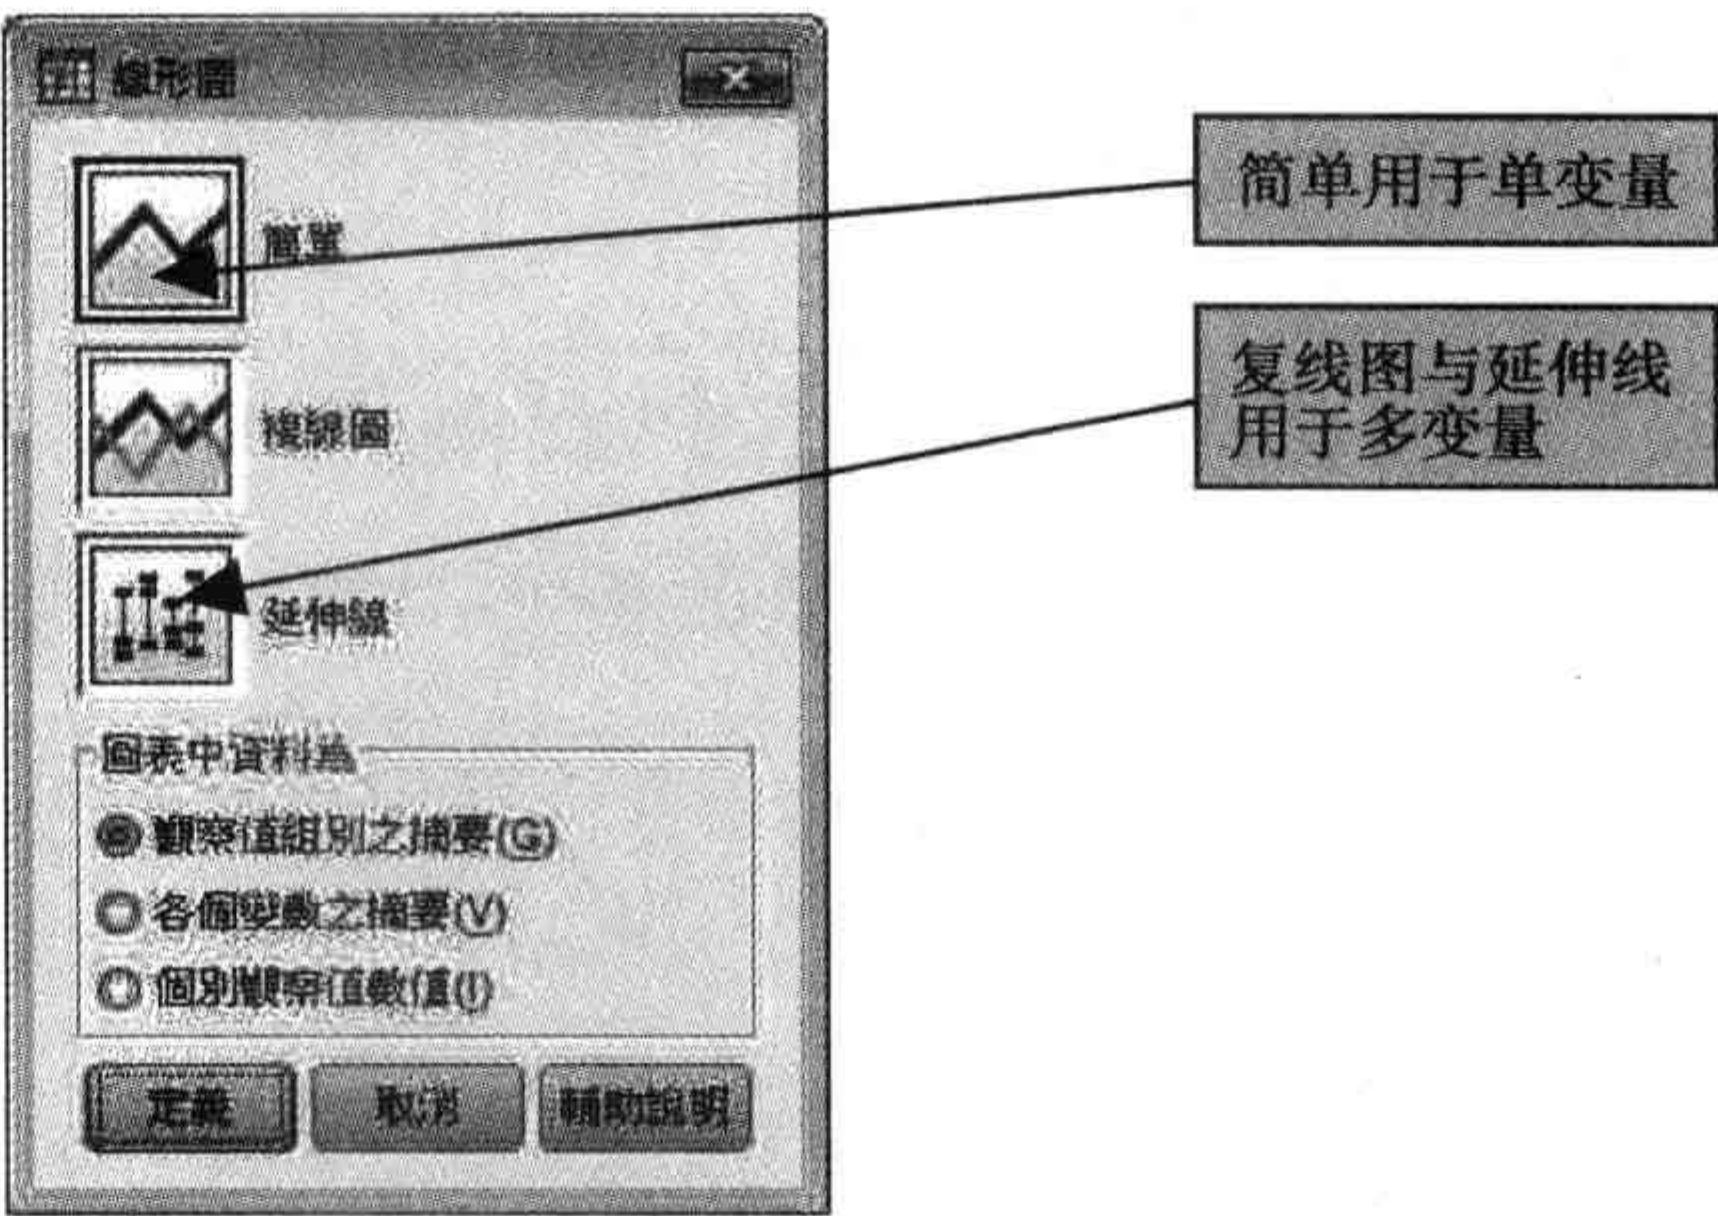 線形圖
簡單
複線圖
延伸線
圖表中資料為
觀察值組別之摘要(G)
各個變數之摘要(V)
個別觀察值數值(I)
定義
取消
輔助說明
简单用于单变量
复线图与延伸线
用于多变量